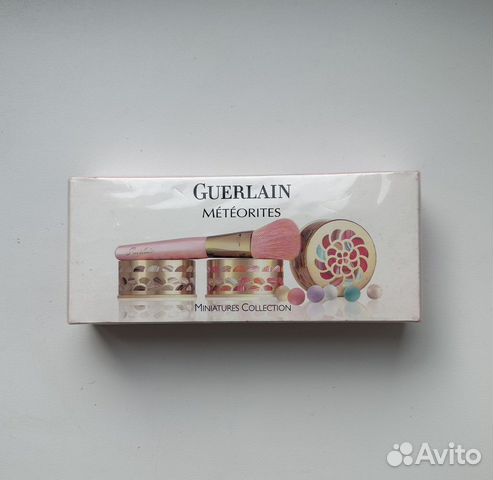 GUERLAIN
MÉTÉORITES
MINIATURES COLLECTION
Avito